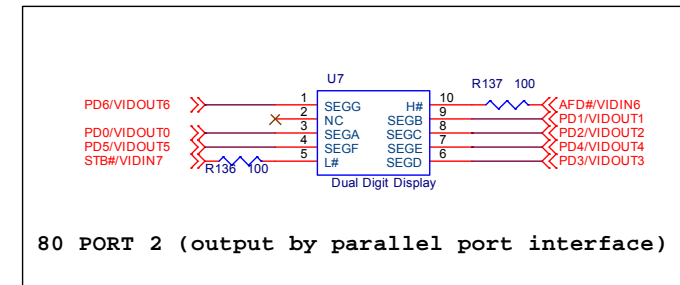 U7
R137 100
PD6/VIDOUT6 1 SEGG H# 10 AFD#/VIDIN6
2 NC SEGB 9 PD1/VIDOUT1
PD0/VIDOUT0 3 SEGA SEGC 8 PD2/VIDOUT2
PD5/VIDOUT5 4 SEGF SEGE 7 PD4/VIDOUT4
STB#/VIDIN7 5 L# SEGD 6 PD3/VIDOUT3
R136 100
Dual Digit Display
80 PORT 2 (output by parallel port interface)